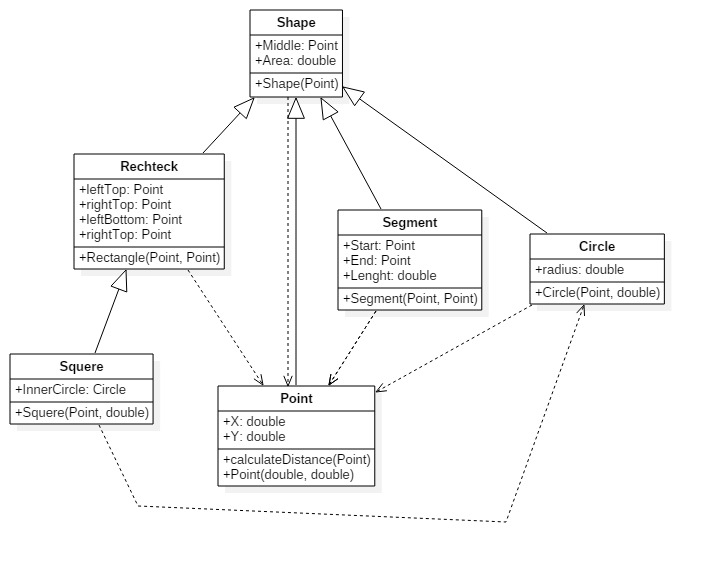 Shape
+Middle: Point
+Area: double
+Shape(Point)
Rechteck
+leftTop: Point
+rightTop: Point
+leftBottom: Point
+rightTop: Point
+Rectangle(Point, Point)
Segment
+Start: Point
+End: Point
+Lenght: double
+Segment(Point, Point)
Circle
+radius: double
+Circle(Point, double)
Squere
+InnerCircle: Circle
+Squere(Point, double)
Point
+X: double
+Y: double
+calculateDistance(Point)
+Point(double, double)